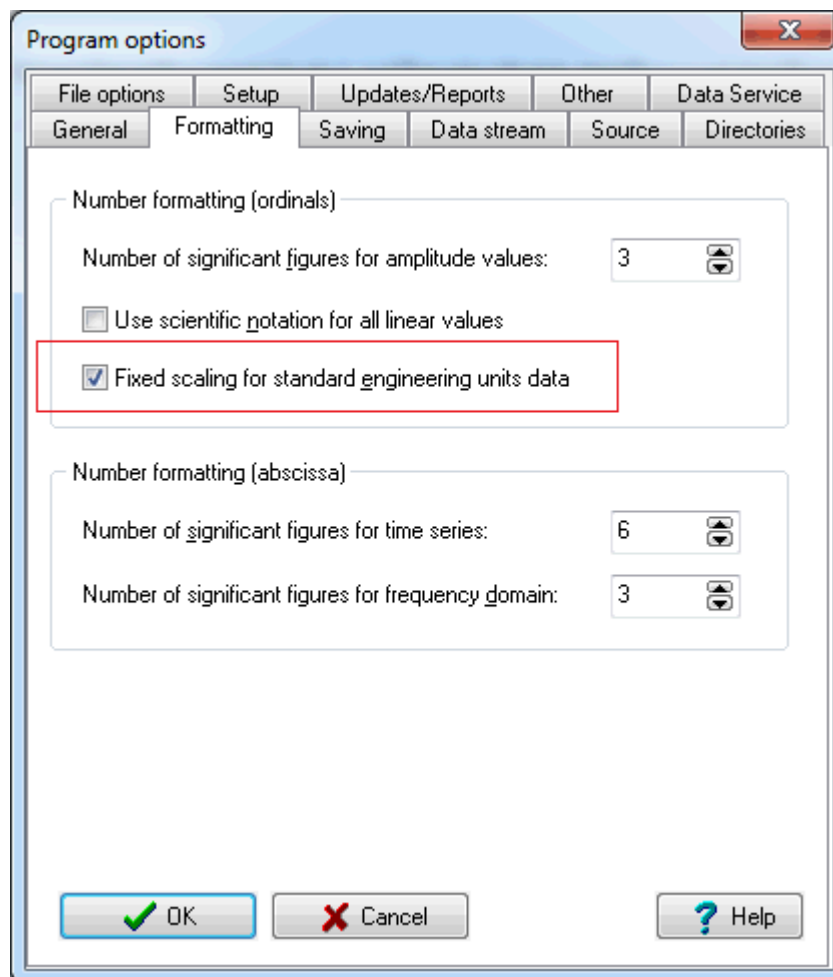 Program options
File options Setup Updates/Reports Other Data Service
General Formatting Saving Data stream Source Directories
Number formatting (ordinals)
Number of significant figures for amplitude values: 3
Use scientific notation for all linear values
Fixed scaling for standard engineering units data
Number formatting (abscissa)
Number of significant figures for time series: 6
Number of significant figures for frequency domain: 3
OK Cancel Help